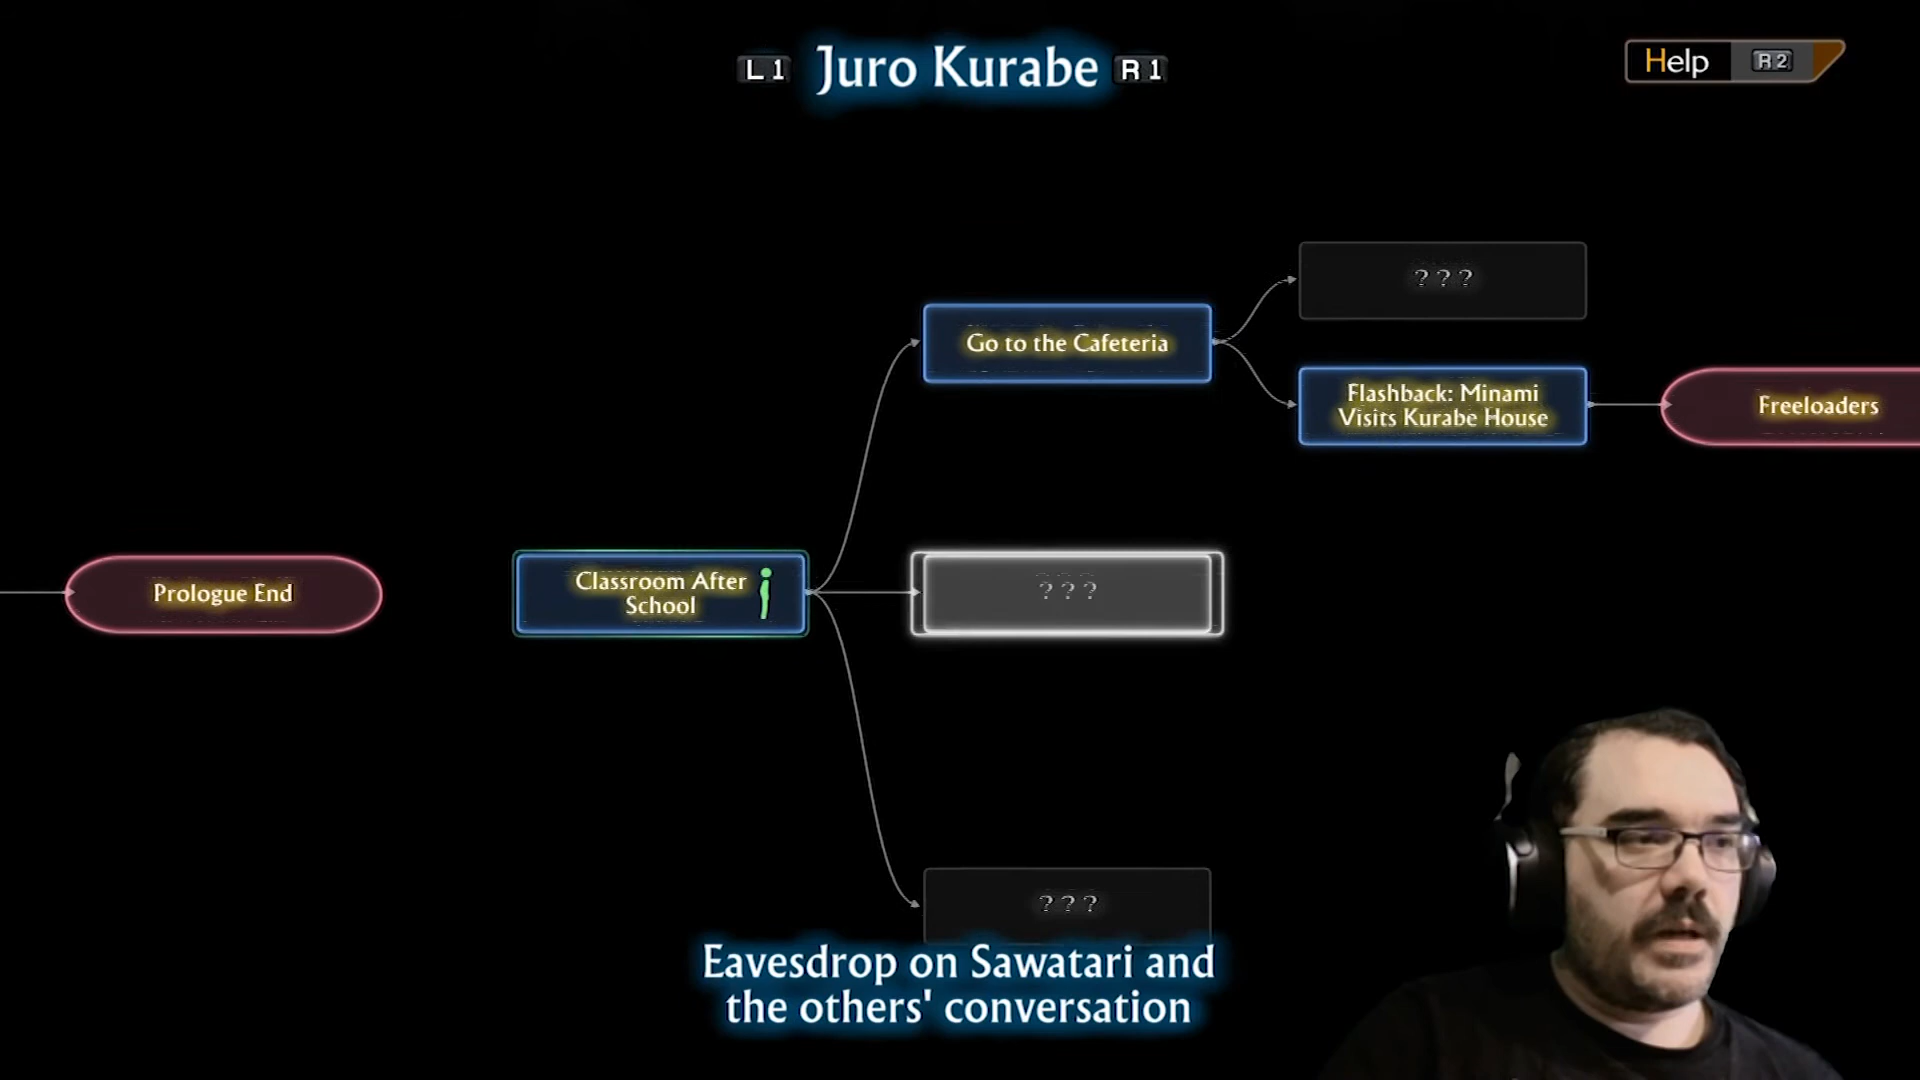 L1 Juro Kurabe R1
Help R2
? ? ?
Go to the Cafeteria
Flashback: Minami
Visits Kurabe House
Freeloaders
Prologue End
Classroom After
School
? ? ?
? ? ?
Eavesdrop on Sawatari and
the others' conversation